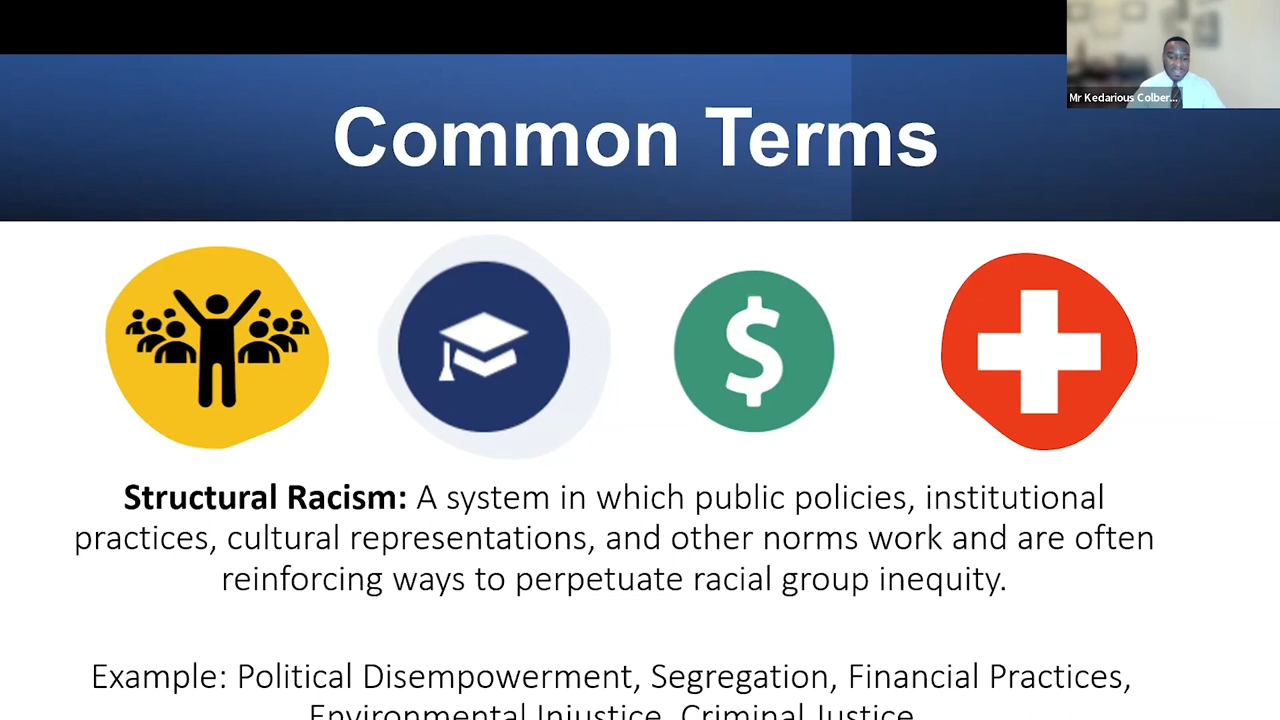 Mr Kedarious Colber...
Common Terms
$
Structural Racism: A system in which public policies, institutional
practices, cultural representations, and other norms work and are often
reinforcing ways to perpetuate racial group inequity.
Example: Political Disempowerment, Segregation, Financial Practices,
Environmental Injustice, Criminal Justice